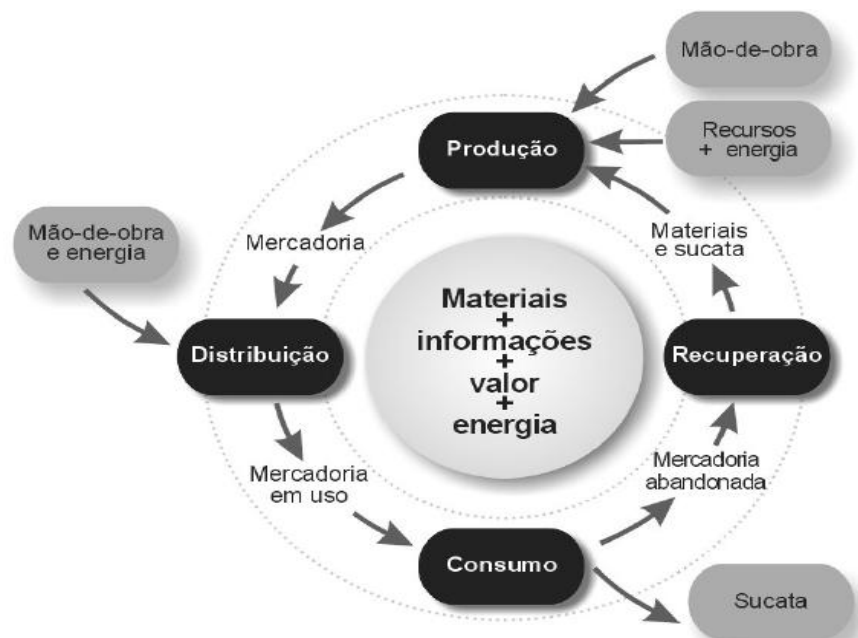 Mão-de-obra
Produção
Recursos
+ energia
Mão-de-obra
e energia
Mercadoria
Materiais
e sucata
Distribuição
Materiais
+
informações
+
valor
+
energia
Recuperação
Mercadoria
em uso
Mercadoria
abandonada
Consumo
Sucata